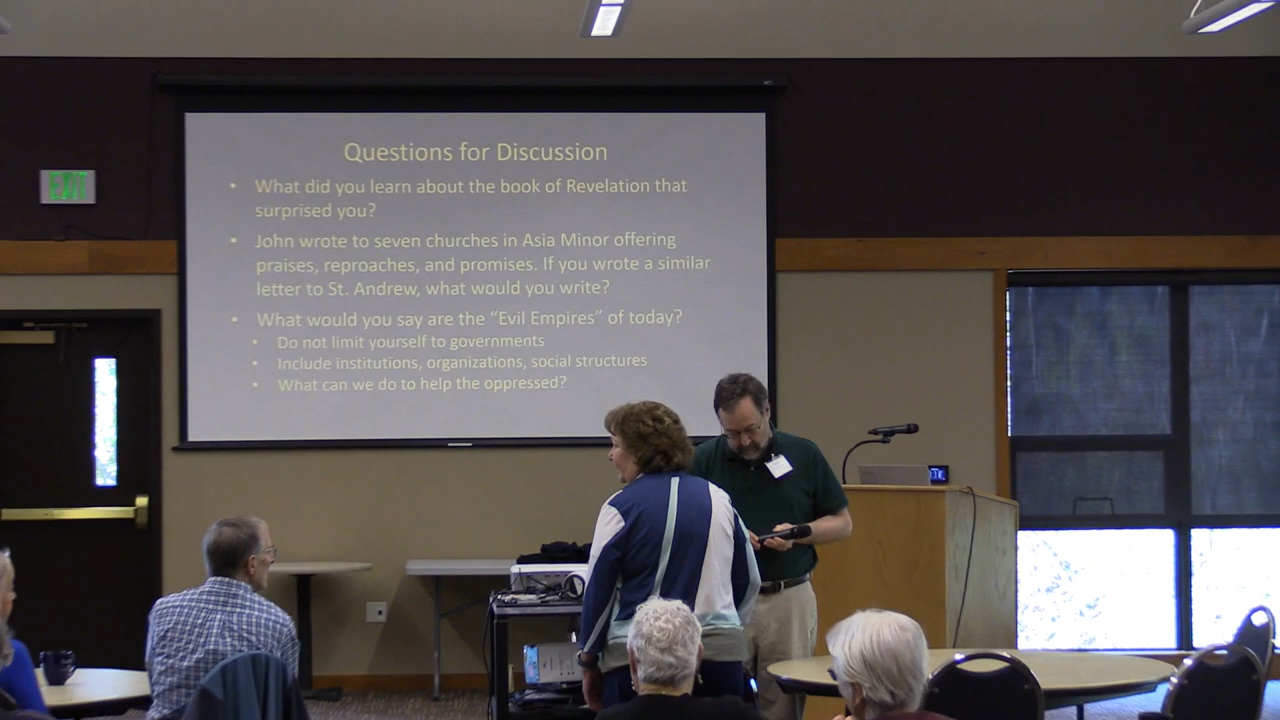 Questions for Discussion
• What did you learn about the book of Revelation that
surprised you?
• John wrote to seven churches in Asia Minor offering
praises, reproaches, and promises. If you wrote a similar
letter to St. Andrew, what would you write?
• What would you say are the “Evil Empires” of today?
• Do not limit yourself to governments
• Include institutions, organizations, social structures
• What can we do to help the oppressed?
EXIT